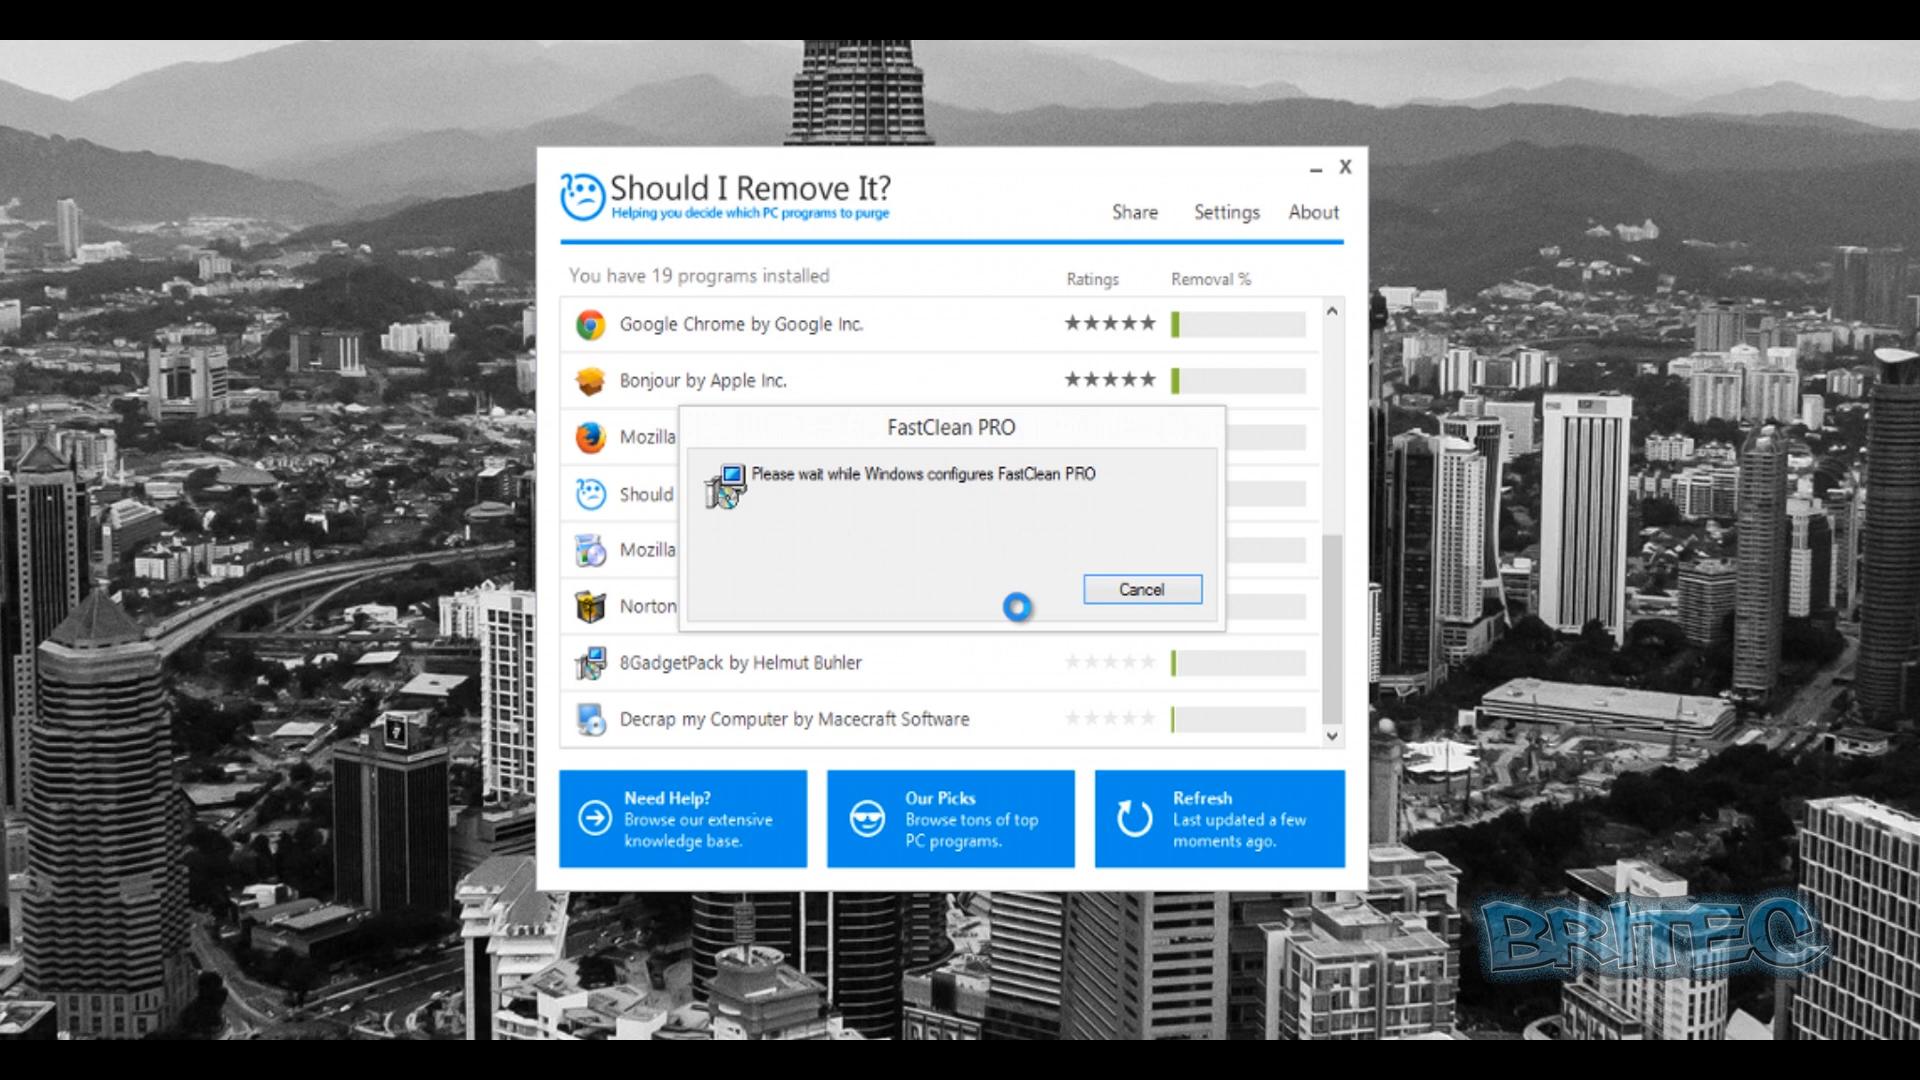 Should I Remove It?
Helping you decide which PC programs to purge
Share Settings About
You have 19 programs installed
Ratings Removal %
Google Chrome by Google Inc.
Bonjour by Apple Inc.
Mozilla
Should
Mozilla
Norton
FastClean PRO
Please wait while Windows configures FastClean PRO
Cancel
8GadgetPack by Helmut Buhler
Decrap my Computer by Macecraft Software
Need Help?
Browse our extensive
knowledge base.
Our Picks
Browse tons of top
PC programs.
Refresh
Last updated a few
moments ago.
BRITEC